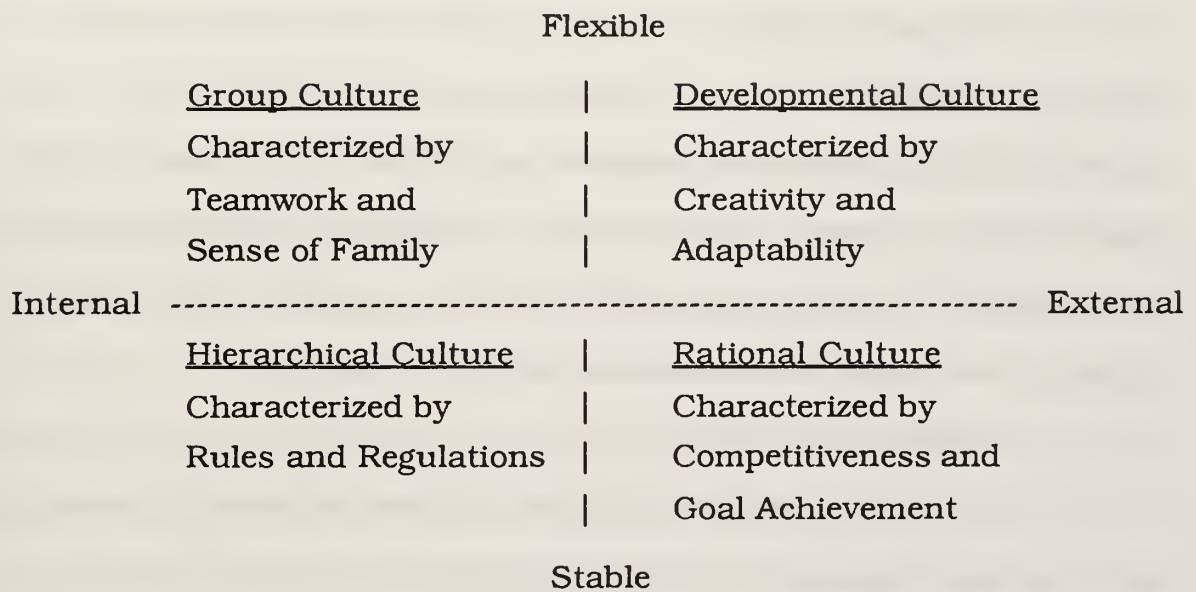 Flexible
Group Culture | Developmental Culture
Characterized by | Characterized by
Teamwork and | Creativity and
Sense of Family | Adaptability
Internal ---------------------------------------------------------------- External
Hierarchical Culture | Rational Culture
Characterized by | Characterized by
Rules and Regulations | Competitiveness and
| Goal Achievement
Stable